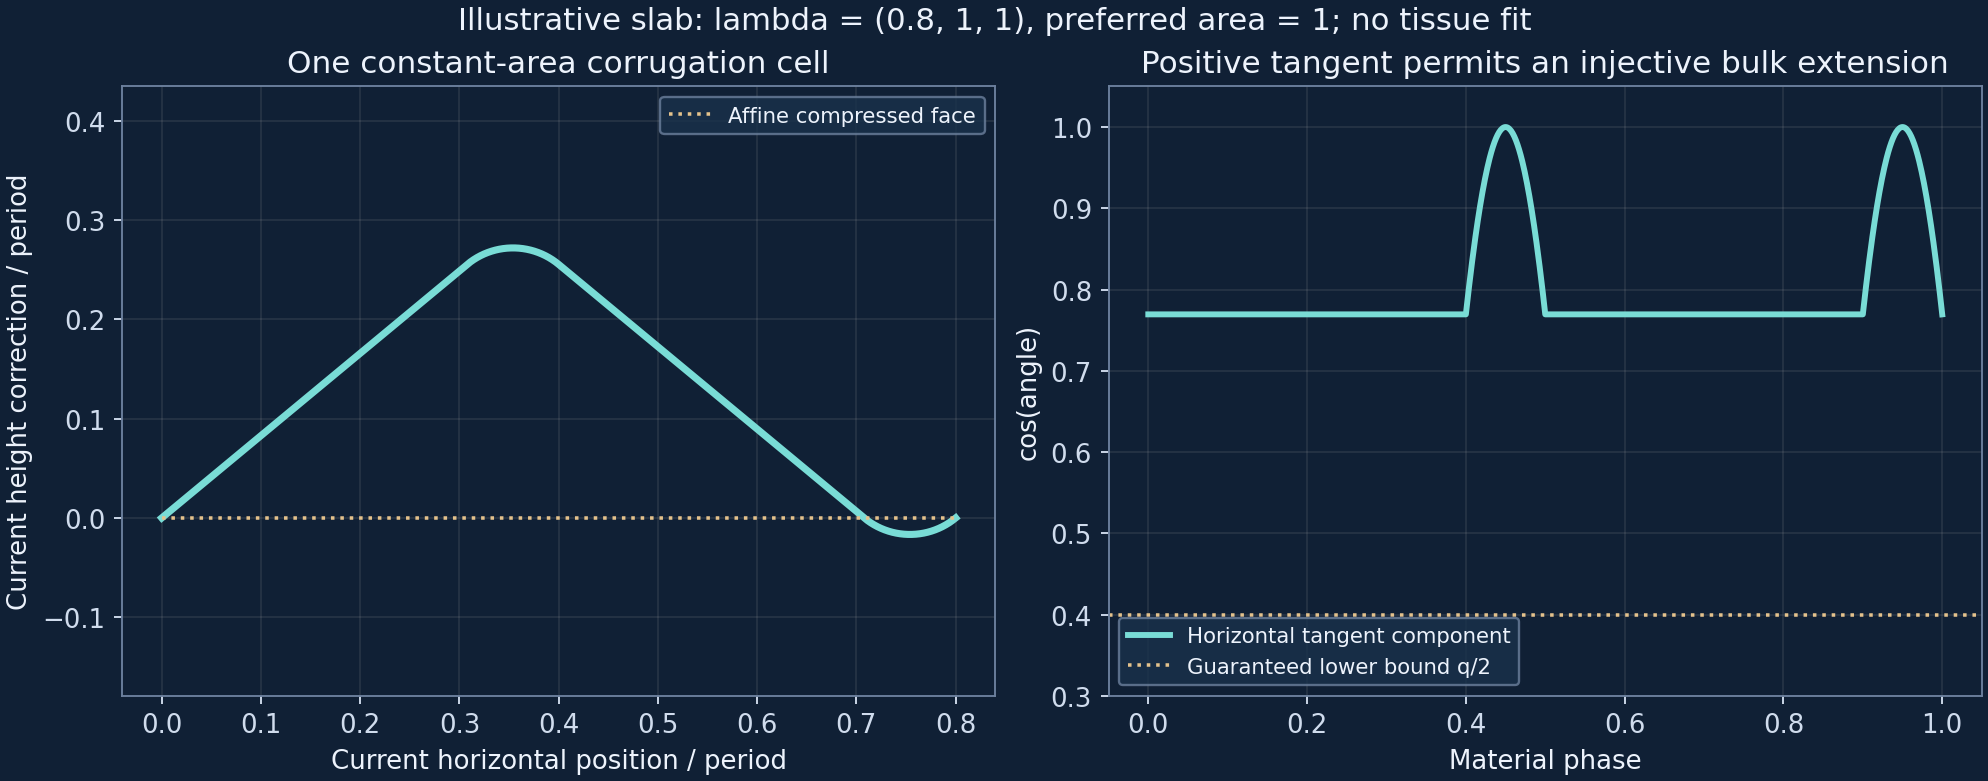 Illustrative slab: lambda = (0.8, 1, 1), preferred area = 1; no tissue fit
One constant-area corrugation cell
Affine compressed face
0.4
0.3
0.2
0.1
0.0
−0.1
Current height correction / period
0.0 0.1 0.2 0.3 0.4 0.5 0.6 0.7 0.8
Current horizontal position / period
Positive tangent permits an injective bulk extension
1.0
0.9
0.8
0.7
0.6
0.5
0.4
0.3
cos(angle)
Horizontal tangent component
Guaranteed lower bound q/2
0.0 0.2 0.4 0.6 0.8 1.0
Material phase